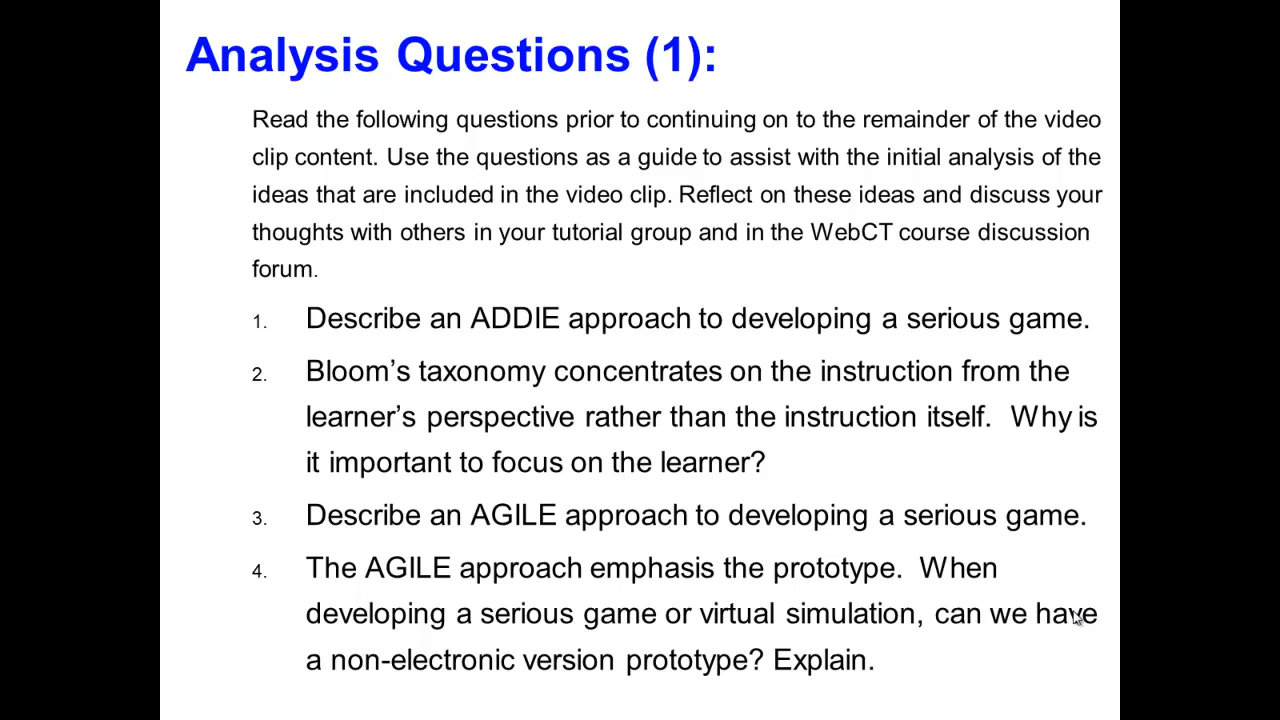 Analysis Questions (1):
Read the following questions prior to continuing on to the remainder of the video
clip content. Use the questions as a guide to assist with the initial analysis of the
ideas that are included in the video clip. Reflect on these ideas and discuss your
thoughts with others in your tutorial group and in the WebCT course discussion
forum.
1. Describe an ADDIE approach to developing a serious game.
2. Bloom’s taxonomy concentrates on the instruction from the
learner’s perspective rather than the instruction itself. Why is
it important to focus on the learner?
3. Describe an AGILE approach to developing a serious game.
4. The AGILE approach emphasis the prototype. When
developing a serious game or virtual simulation, can we have
a non-electronic version prototype? Explain.